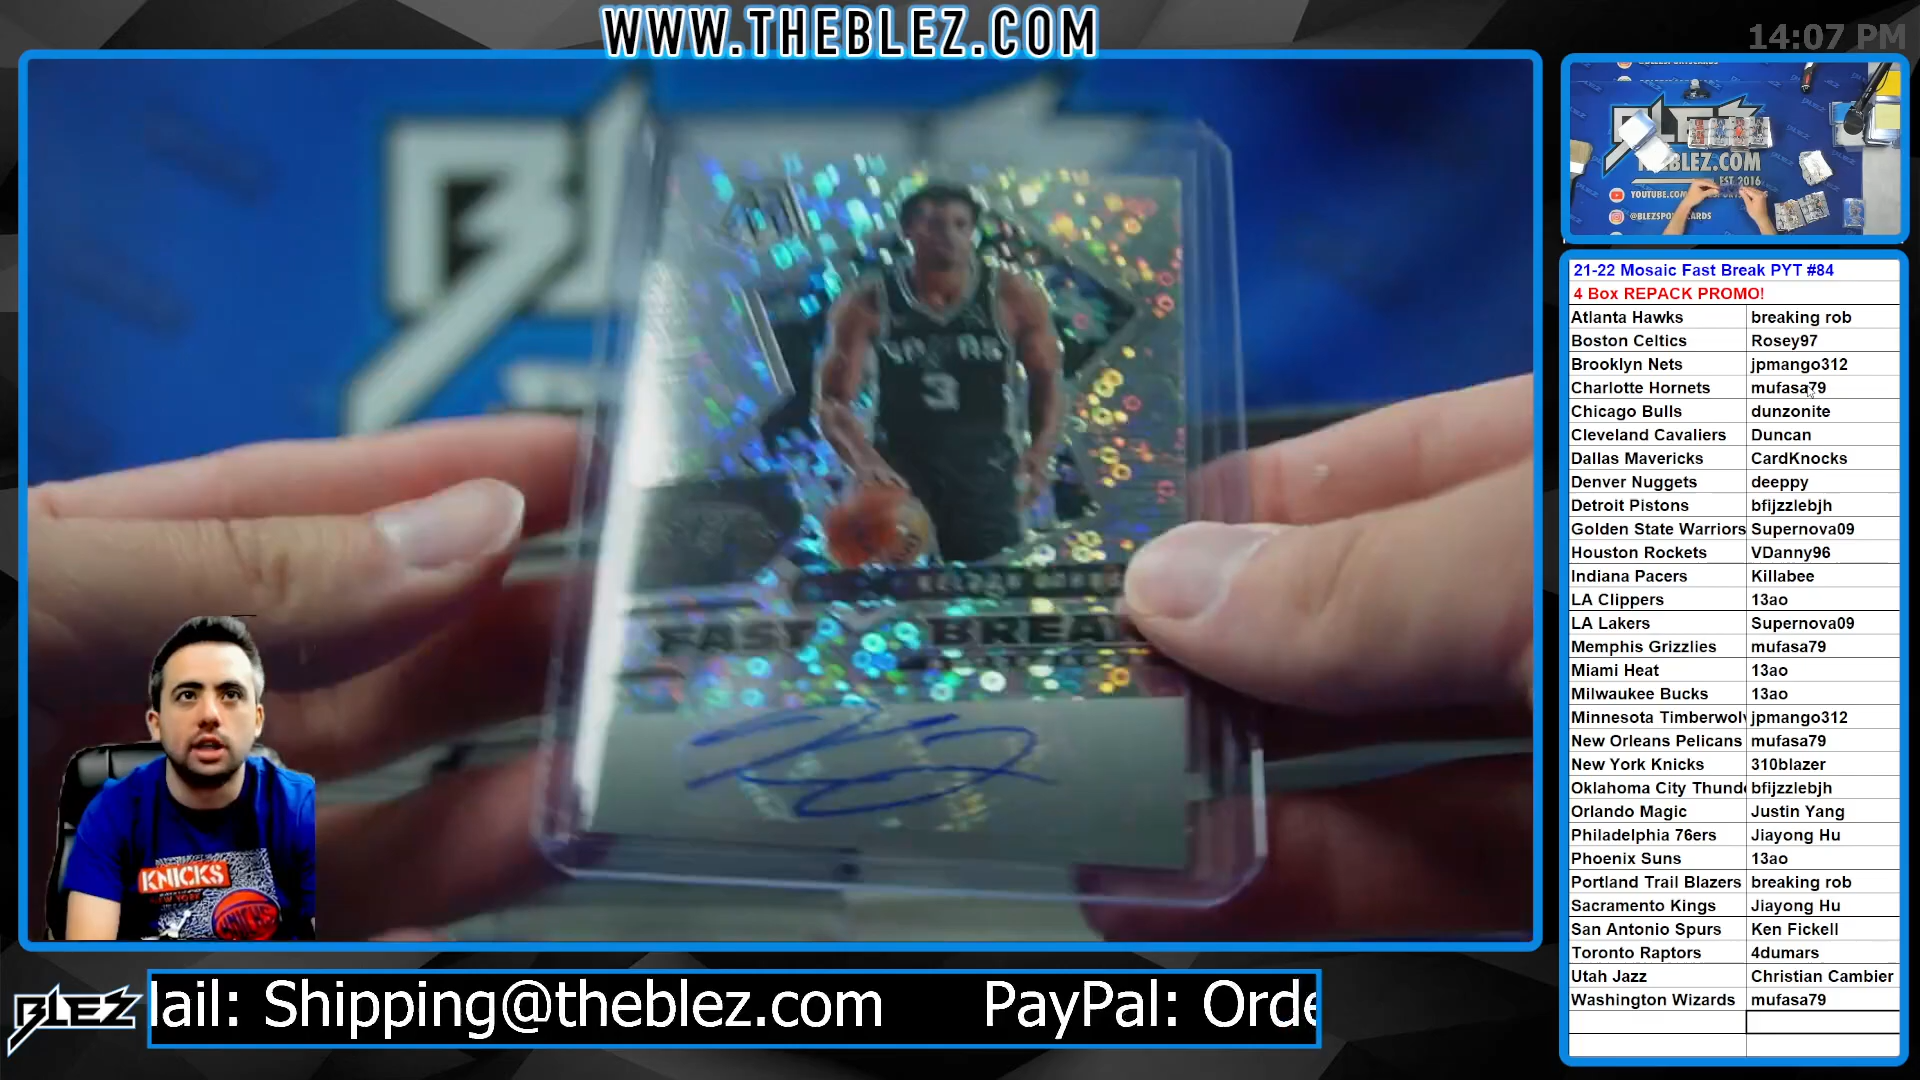 WWW.THEBLEZ.COM
14:07 PM
BLEZ.COM
EST 2016
3
FAST BREA
KNICKS
21-22 Mosaic Fast Break PYT #84
4 Box REPACK PROMO!
Atlanta Hawks breaking rob
Boston Celtics Rosey97
Brooklyn Nets jpmango312
Charlotte Hornets mufasa79
Chicago Bulls dunzonite
Cleveland Cavaliers Duncan
Dallas Mavericks CardKnocks
Denver Nuggets deeppy
Detroit Pistons bfijzzlebjh
Golden State Warriors Supernova09
Houston Rockets VDanny96
Indiana Pacers Killabee
LA Clippers 13ao
LA Lakers Supernova09
Memphis Grizzlies mufasa79
Miami Heat 13ao
Milwaukee Bucks 13ao
Minnesota Timberwolv jpmango312
New Orleans Pelicans mufasa79
New York Knicks 310blazer
Oklahoma City Thund bfijzzlebjh
Orlando Magic Justin Yang
Philadelphia 76ers Jiayong Hu
Phoenix Suns 13ao
Portland Trail Blazers breaking rob
Sacramento Kings Jiayong Hu
San Antonio Spurs Ken Fickell
Toronto Raptors 4dumars
Utah Jazz Christian Cambier
Washington Wizards mufasa79
BLEZ
ail: Shipping@theblez.com PayPal: Orde